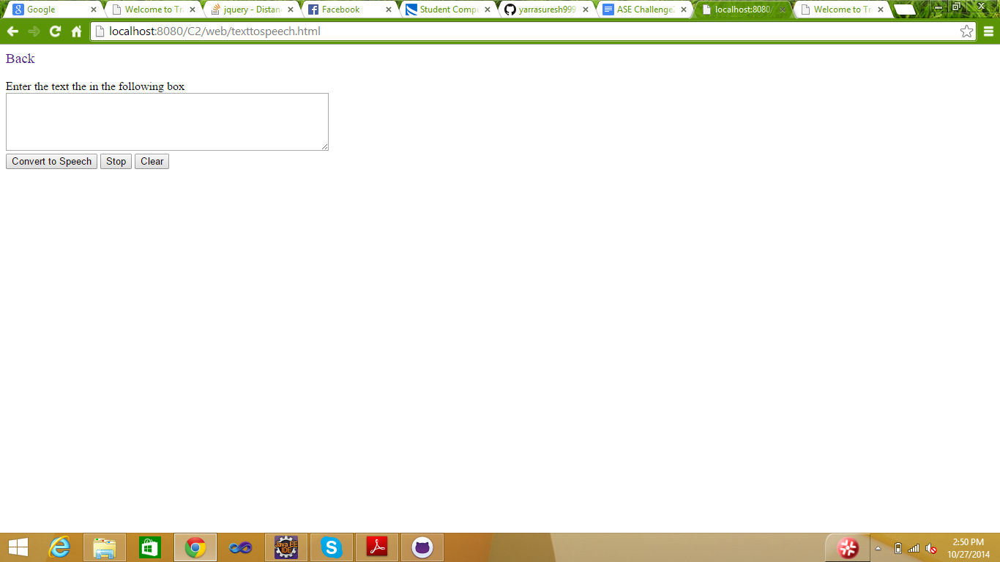 Google
Welcome to Tr
jquery - Distan
Facebook
Student Compo
yarrasuresh999
ASE Challenge
localhost:8080/
Welcome to Tr
localhost:8080/C2/web/texttospeech.html
Back
Enter the text the in the following box
Convert to Speech Stop Clear
Java EE
IDE
2:50 PM
10/27/2014